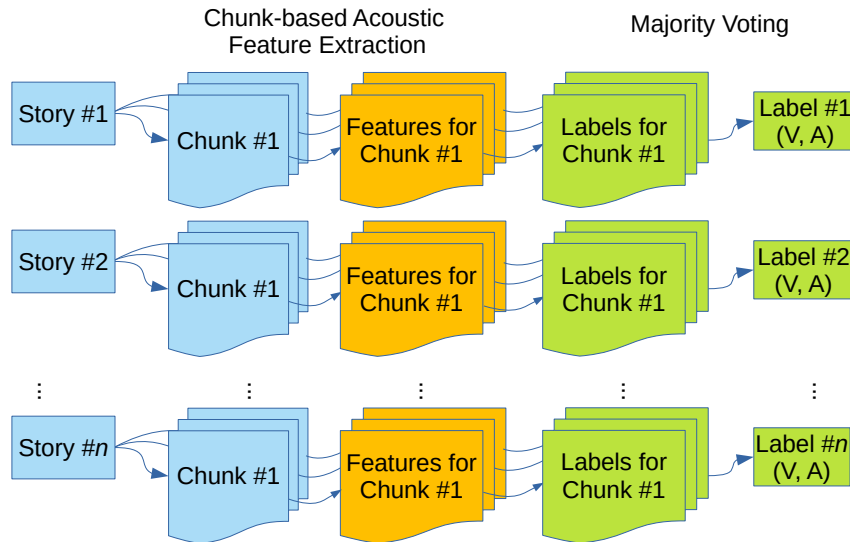 Chunk-based Acoustic
Feature Extraction
Majority Voting
Story #1
Chunk #1
Features for
Chunk #1
Labels for
Chunk #1
Label #1
(V, A)
Story #2
Chunk #1
Features for
Chunk #1
Labels for
Chunk #1
Label #2
(V, A)
...
...
...
...
...
Story #n
Chunk #1
Features for
Chunk #1
Labels for
Chunk #1
Label #n
(V, A)